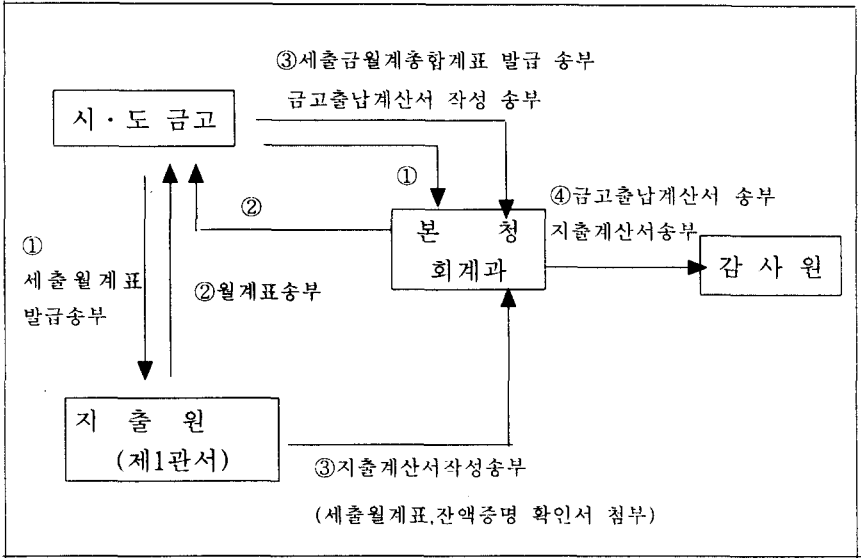 ③세출금월계총합계표 발급 송부
금고출납계산서 작성 송부
시·도 금고
①
②
④금고출납계산서 송부
지출계산서송부
본 청
회계과
감 사 원
①
세출월계표
발급송부
②월계표송부
지 출 원
(제1관서)
③지출계산서작성송부
(세출월계표,잔액증명 확인서 첨부)